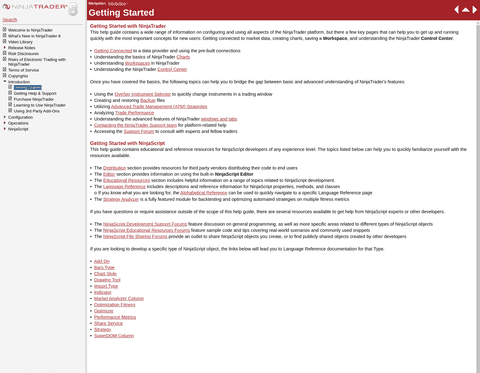 NINJATRADER
Search
Welcome to NinjaTrader 8
What's New in NinjaTrader 8
Video Library
Release Notes
Risk Disclosures
Risks of Electronic Trading with NinjaTrader
Terms of Service
Copyrights
Introduction
Getting Started
Getting Help & Support
Purchase NinjaTrader
Learning to Use NinjaTrader
Using 3rd Party Add-Ons
Configuration
Operations
NinjaScript
Navigation: Introduction >
Getting Started
Getting Started with NinjaTrader
This help guide contains a wide range of information on configuring and using all aspects of the NinjaTrader platform, but there are a few key pages that can help you to get up and running
quickly with the most important concepts for new users: Getting connected to market data, creating charts, saving a Workspace, and understanding the NinjaTrader Control Center.
• Getting Connected to a data provider and using the pre-built connections
• Understanding the basics of NinjaTrader Charts
• Understanding Workspaces in NinjaTrader
• Understanding the NinjaTrader Control Center
Once you have covered the basics, the following topics can help you to bridge the gap between basic and advanced understanding of NinjaTrader's features:
• Using the Overlay Instrument Selector to quickly change instruments in a trading window
• Creating and restoring Backup files
• Utilizing Advanced Trade Management (ATM) Strategies
• Analyzing Trade Performance
• Understanding the advanced features of NinjaTrader windows and tabs
• Contacting the NinjaTrader Support team for platform-related help
• Accessing the Support Forum to consult with experts and fellow traders
Getting Started with NinjaScript
This help guide contains educational and reference resources for NinjaScript developers of any experience level. The topics listed below can help you to quickly familiarize yourself with the
resources available.
• The Distribution section provides resources for third party vendors distributing their code to end users
• The Editor section provides information on using the built-in NinjaScript Editor
• The Educational Resources section includes helpful information on a range of topics related to NinjaScript development
• The Language Reference includes descriptions and reference information for NinjaScript properties, methods, and classes
o If you know what you are looking for, the Alphabetical Reference can be used to quickly navigate to a specific Language Reference page
• The Strategy Analyzer is a fully featured module for backtesting and optimizing automated strategies on multiple fitness metrics
If you have questions or require assistance outside of the scope of this help guide, there are several resources available to get help from NinjaScript experts or other developers.
• The NinjaScript Development Support Forums feature discussion on general programming, as well as more specific areas related to different types of NinjaScript objects
• The NinjaScript Educational Resources Forums feature sample code and tips covering real-world scenarios and commonly used snippets
• The NinjaScript File Sharing Forums provide an outlet to share NinjaScript objects you create, or to find publicly shared objects created by other developers
If you are looking to develop a specific type of NinjaScript object, the links below will lead you to Language Reference documentation for that Type.
• Add On
• Bars Type
• Chart Style
• Drawing Tool
• Import Type
• Indicator
• Market Analyzer Column
• Optimization Fitness
• Optimizer
• Performance Metrics
• Share Service
• Strategy
• SuperDOM Column